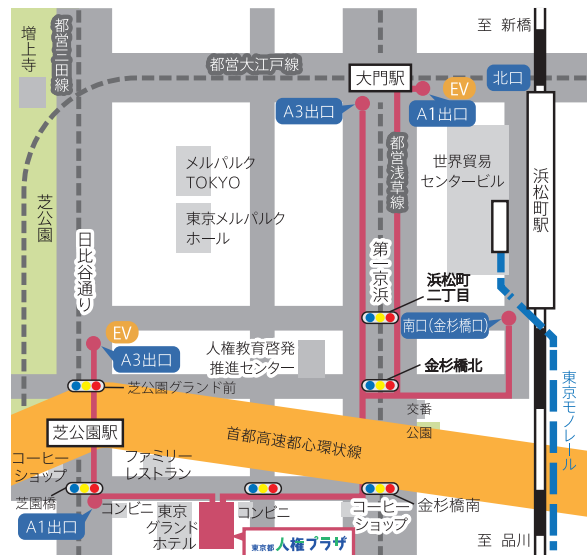 至 新橋
増上寺
都営三田線
都営大江戸線
大門駅
北口
EV
A3出口
A1出口
都営浅草線
メルパルク
TOKYO
世界貿易
センタービル
浜松町駅
芝公園
東京メルパルク
ホール
日比谷通り
第一京浜
浜松町
二丁目
南口(金杉橋口)
EV
A3出口
人権教育啓発
推進センター
金杉橋北
芝公園グランド前
東京モノレール
交番
公園
芝公園駅
首都高速都心環状線
コーヒー
ショップ
ファミリー
レストラン
芝園橋
A1出口
コンビニ
東京
グランド
ホテル
コンビニ
コーヒー
ショップ
金杉橋南
東京都 人権プラザ
至 品川